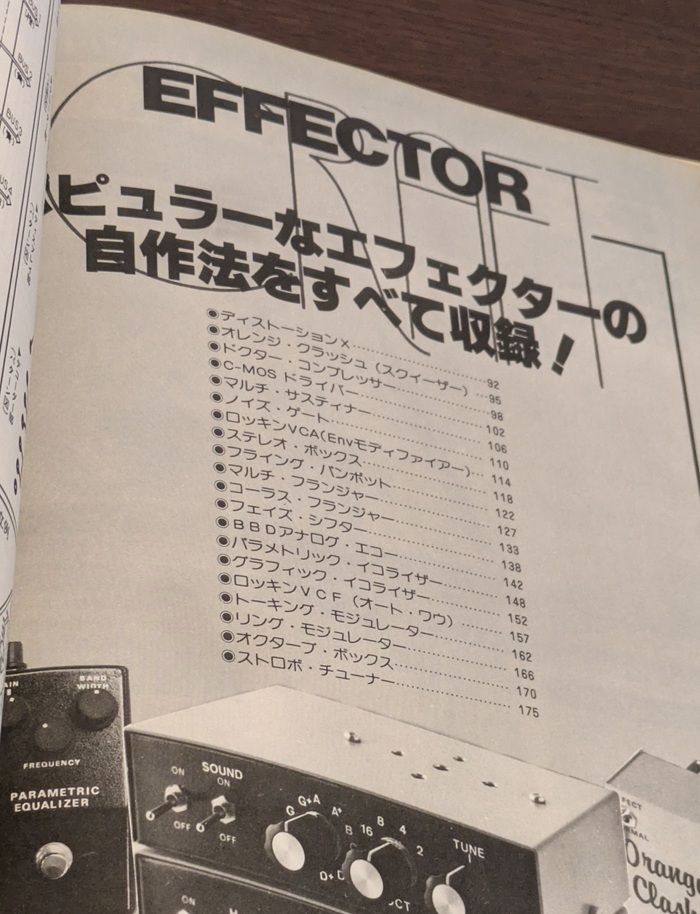 EFFECTOR
CRAFT
ピュラーなエフェクターの
自作法をすべて収録!
◉ディストーションX 92
◉オレンジ・クラッシュ(スクイーザー) 95
◉ドクター・コンプレッサー 98
◉C-MOS ドライバー 102
◉マルチ・サスティナー 106
◉ノイズ・ゲート 110
◉ロッキンVCA(Envモディファイアー) 114
◉ステレオ・ボックス 118
◉フライング・パンポット 122
◉マルチ・フランジャー 127
◉コーラス・フランジャー 133
◉フェイズ・シフター 138
◉BBDアナログ・エコー 142
◉パラメトリック・イコライザー 148
◉グラフィック・イコライザー 152
◉ロッキンVCF(オート・ワウ) 157
◉トーキング・モジュレーター 162
◉リング・モジュレーター 166
◉オクターブ・ボックス 170
◉ストロボ・チューナー 175
BAND
WIDTH
FREQUENCY
PARAMETRIC
EQUALIZER
ON
SOUND
ON
OFF
OFF
G
G♯A
A♯
B
16
8
4
2
TUNE
ON
Orange
Clash